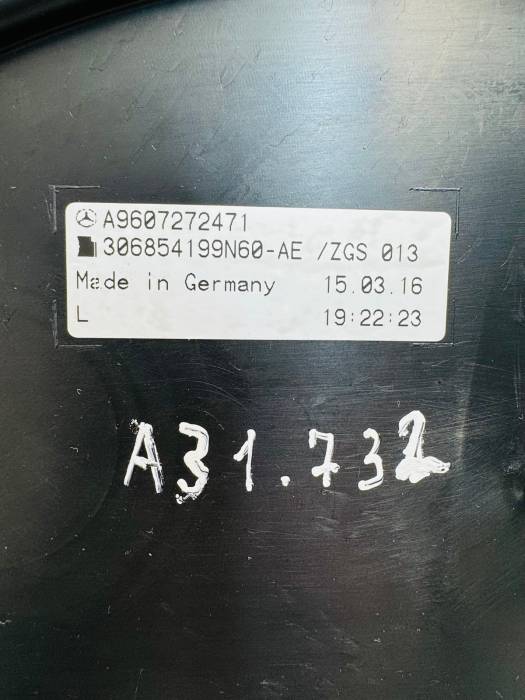 A9607272471
306854199N60-AE /ZGS 013
Made in Germany 15.03.16
L 19:22:23
A31.732